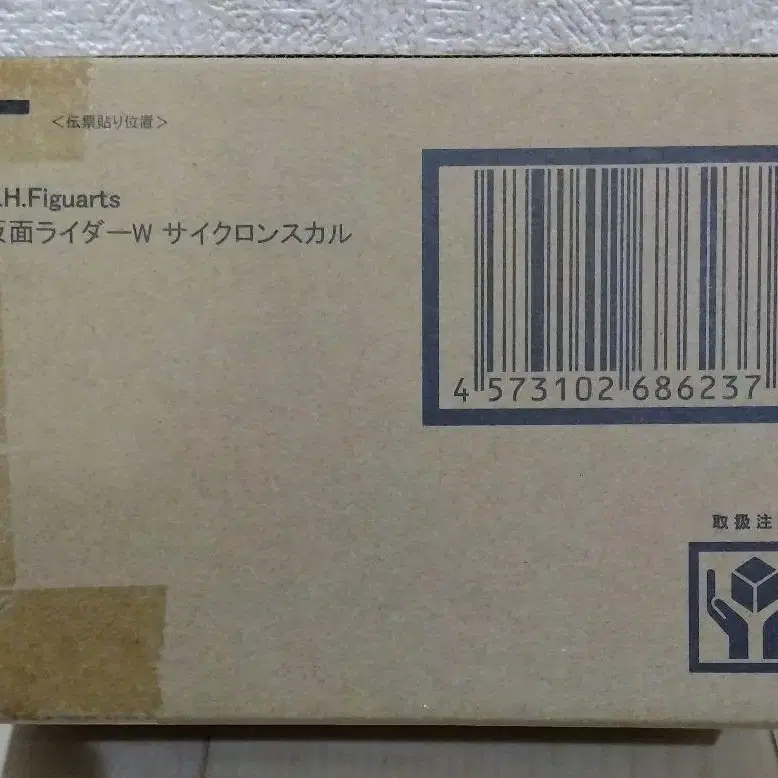 <伝票貼り位置>
.H.Figuarts
仮面ライダーW サイクロンスカル
4 573102 686237
取扱注